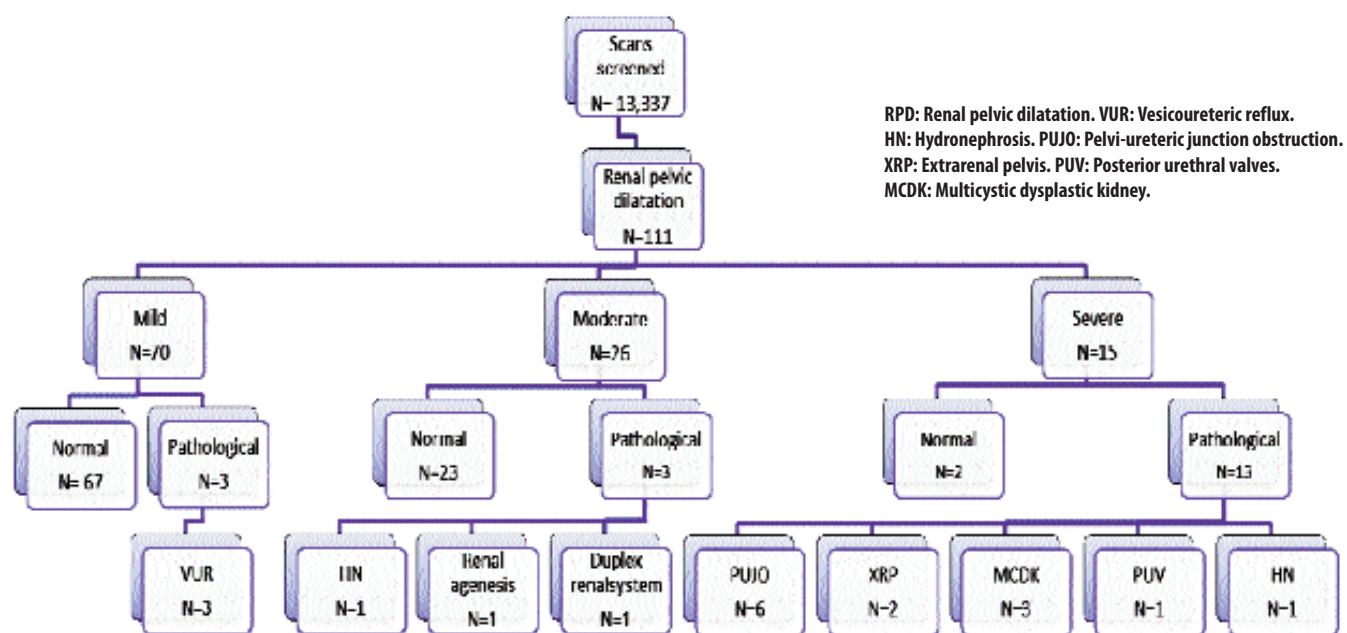 Scans
screened
N= 13,337
RPD: Renal pelvic dilatation. VUR: Vesicoureteric reflux.
HN: Hydronephrosis. PUJO: Pelvi-ureteric junction obstruction.
XRP: Extrarenal pelvis. PUV: Posterior urethral valves.
MCDK: Multicystic dysplastic kidney.
Renal pelvic
dilatation
N=111
Mild
N=70
Moderate
N=26
Severe
N=15
Normal
N= 67
Pathological
N=3
Normal
N=23
Pathological
N=3
Normal
N=2
Pathological
N=13
VUR
N=3
HN
N=1
Renal
agenesis
N=1
Duplex
renalsystem
N=1
PUJO
N=6
XRP
N=2
MCDK
N=3
PUV
N=1
HN
N=1